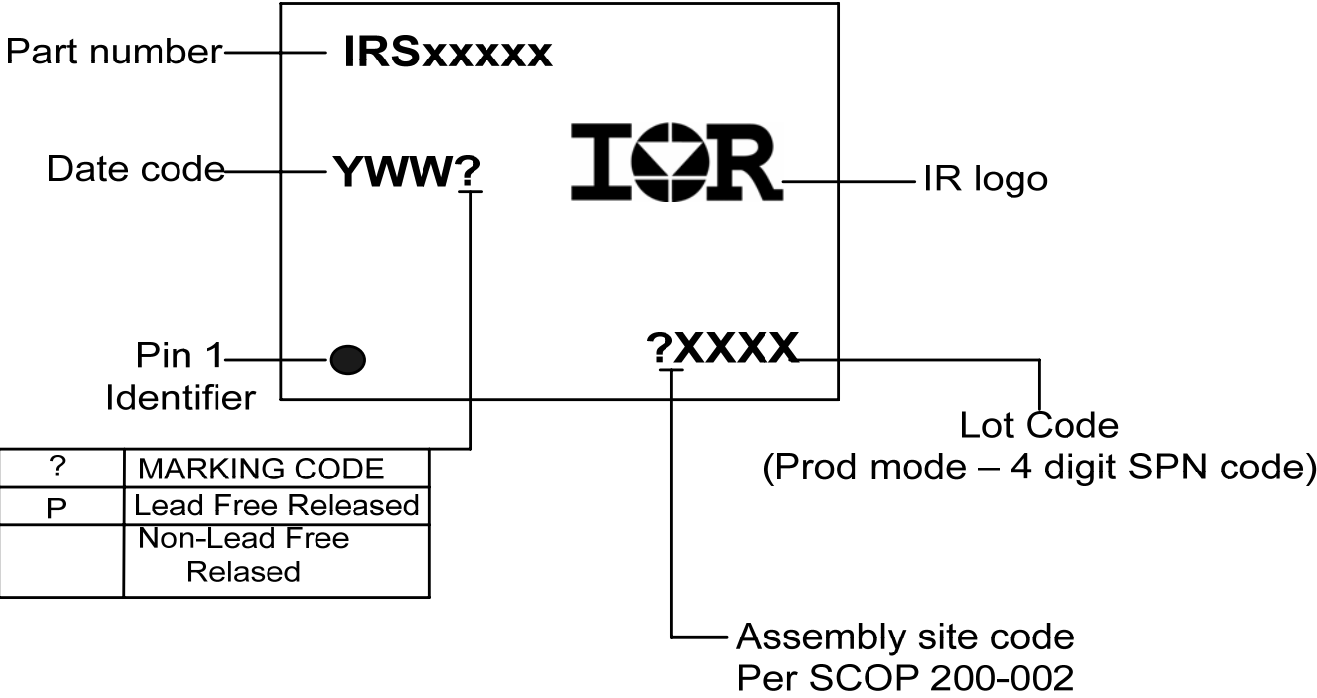 Part number
IRSxxxxx
IOR
Date code
YWW?
IR logo
Pin 1
Identifier
?XXXX
Lot Code
(Prod mode – 4 digit SPN code)
? MARKING CODE
P Lead Free Released
Non-Lead Free
Relased
Assembly site code
Per SCOP 200-002